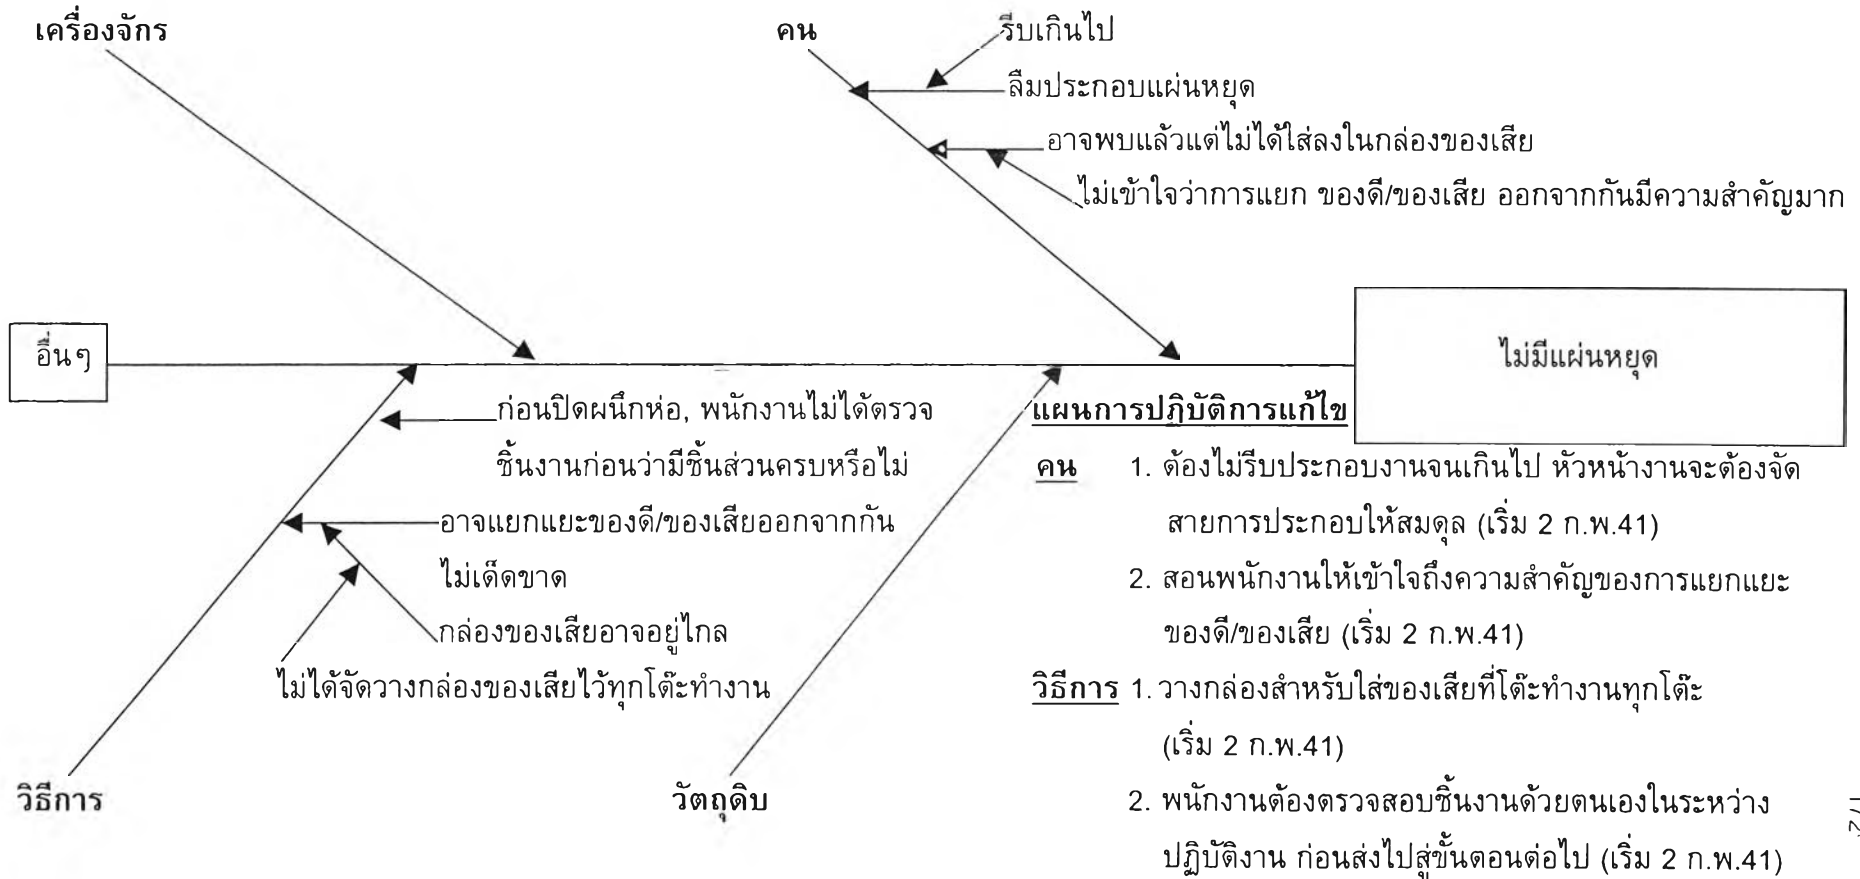 เครื่องจักร
คน
รีบเกินไป
ลืมประกอบแผ่นหยุด
อาจพบแล้วแต่ไม่ได้ใส่ลงในกล่องของเสีย
ไม่เข้าใจว่าการแยก ของดี/ของเสีย ออกจากกันมีความสำคัญมาก
อื่นๆ
ไม่มีแผ่นหยุด
ก่อนปิดผนึกห่อ, พนักงานไม่ได้ตรวจ
ชิ้นงานก่อนว่ามีชิ้นส่วนครบหรือไม่
อาจแยกแยะของดี/ของเสียออกจากกัน
ไม่เด็ดขาด
กล่องของเสียอาจอยู่ไกล
ไม่ได้จัดวางกล่องของเสียไว้ทุกโต๊ะทำงาน
วิธีการ
วัตถุดิบ
แผนการปฏิบัติการแก้ไข
คน 1. ต้องไม่รีบประกอบงานจนเกินไป หัวหน้างานจะต้องจัด
สายการประกอบให้สมดุล (เริ่ม 2 ก.พ.41)
2. สอนพนักงานให้เข้าใจถึงความสำคัญของการแยกแยะ
ของดี/ของเสีย (เริ่ม 2 ก.พ.41)
วิธีการ 1. วางกล่องสำหรับใส่ของเสียที่โต๊ะทำงานทุกโต๊ะ
(เริ่ม 2 ก.พ.41)
2. พนักงานต้องตรวจสอบชิ้นงานด้วยตนเองในระหว่าง
ปฏิบัติงาน ก่อนส่งไปสู่ขั้นตอนต่อไป (เริ่ม 2 ก.พ.41)